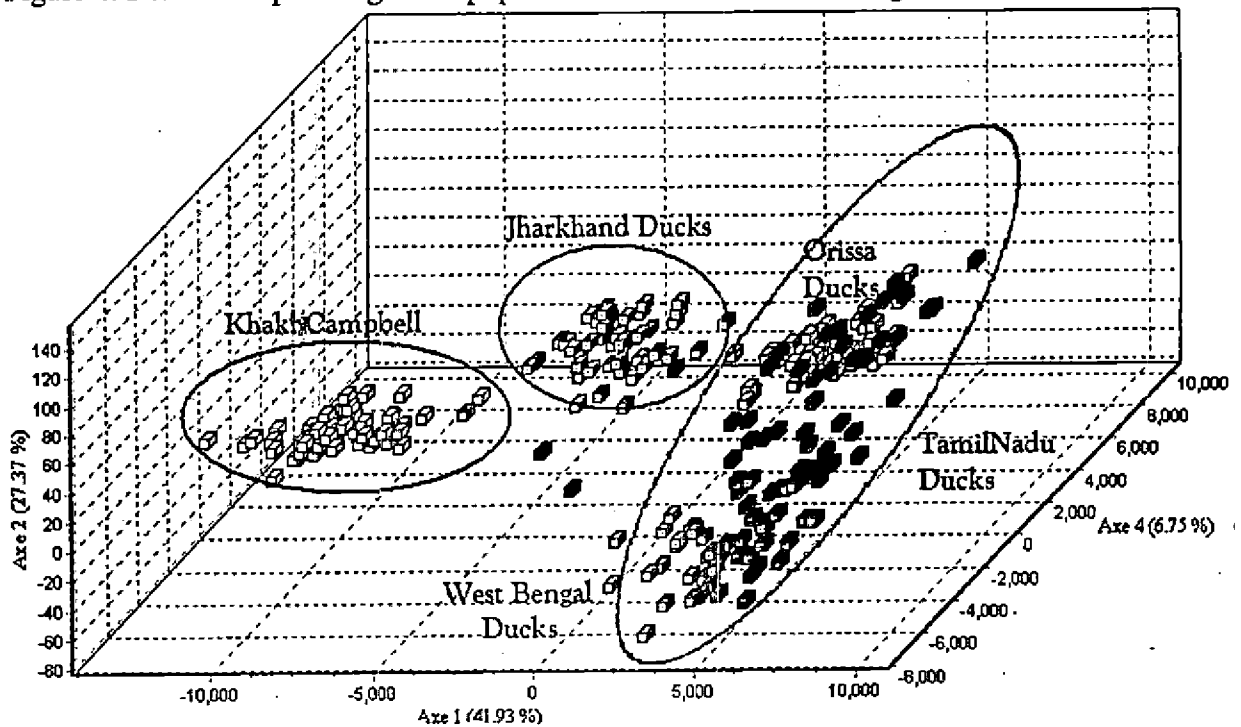 Jharkhand Ducks
Orissa
Ducks
Campbell
TamilNadu
Ducks
West Bengal
Ducks
140
120
100
80
60
40
20
0
-20
-40
-60
-80
Axe 2 (27.37 %)
-10,000
-5,000
0
5,000
10,000
Axe 1 (41.93 %)
10,000
8,000
6,000
4,000
2,000
0
-2,000
-4,000
-6,000
-8,000
Axe 4 (6.75 %)